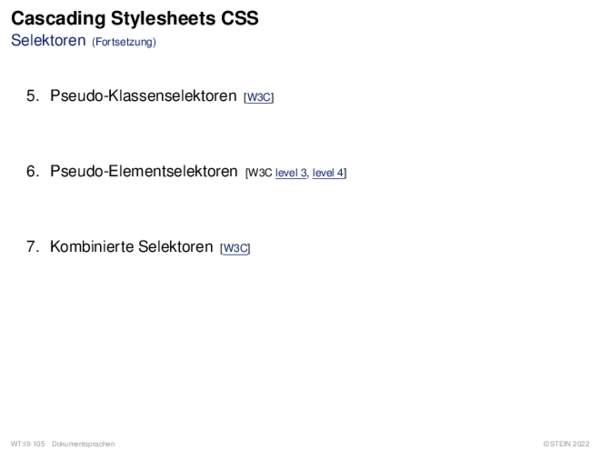 Cascading Stylesheets CSS
Selektoren (Fortsetzung)
5. Pseudo-Klassenselektoren [W3C]
6. Pseudo-Elementselektoren [W3C level 3, level 4]
7. Kombinierte Selektoren [W3C]
WT:III-105 Dokumentsprachen ©STEIN 2022